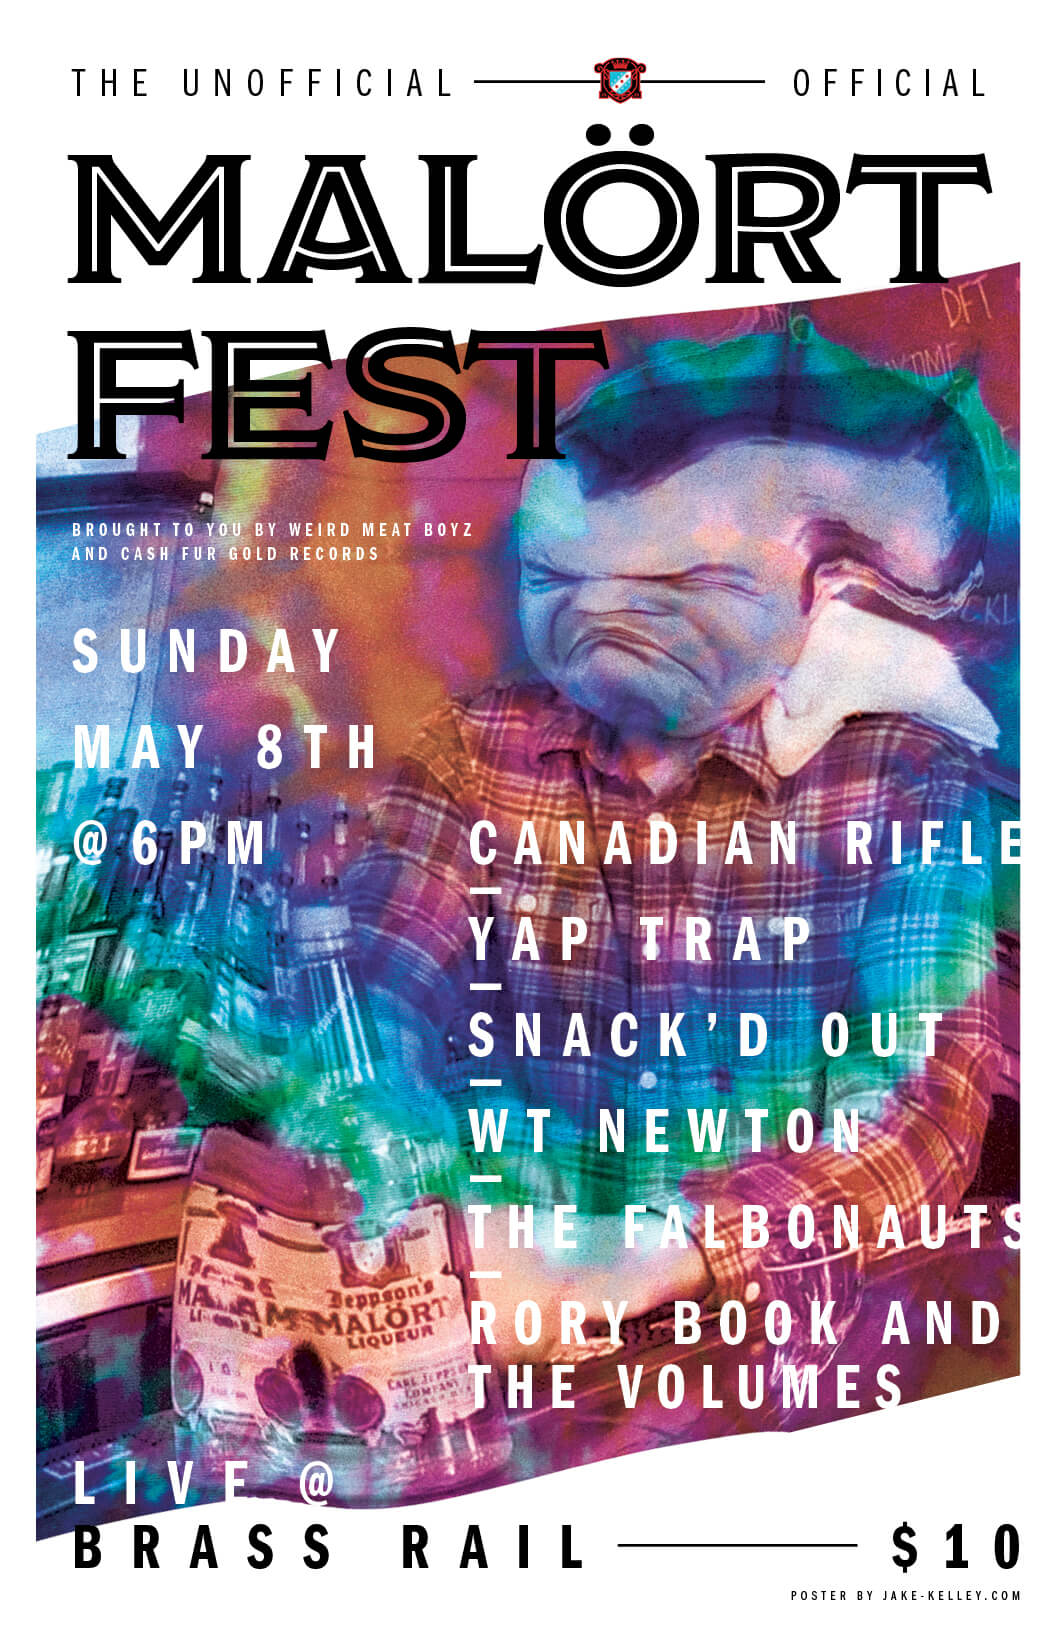 THE UNOFFICIAL OFFICIAL
MALÖRT
FEST
DFT
BROUGHT TO YOU BY WEIRD MEAT BOYZ
AND CASH FUR GOLD RECORDS
SUNDAY
MAY 8TH
@6PM
CANADIAN RIFLE
YAP TRAP
SNACK’D OUT
WT NEWTON
THE FALBONAUTS
RORY BOOK AND
THE VOLUMES
Jeppson's
MALÖRT
LIQUEUR
LIVE @
BRASS RAIL $10
POSTER BY JAKE-KELLEY.COM